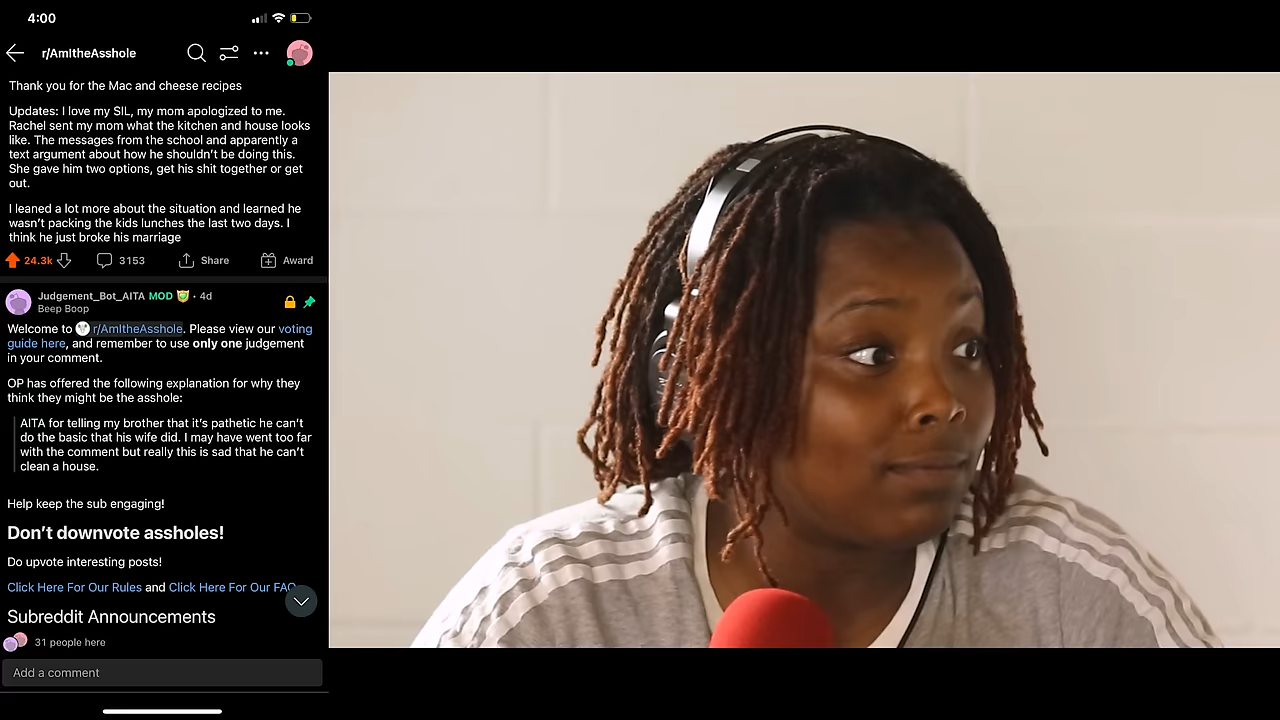 4:00
r/AmItheAsshole
Thank you for the Mac and cheese recipes
Updates: I love my SIL, my mom apologized to me.
Rachel sent my mom what the kitchen and house looks
like. The messages from the school and apparently a
text argument about how he shouldn't be doing this.
She gave him two options, get his shit together or get
out.
I leaned a lot more about the situation and learned he
wasn't packing the kids lunches the last two days. I
think he just broke his marriage
24.3k 3153 Share Award
Judgement_Bot_AITA MOD • 4d
Beep Boop
Welcome to r/AmItheAsshole. Please view our voting
guide here, and remember to use only one judgement
in your comment.
OP has offered the following explanation for why they
think they might be the asshole:
AITA for telling my brother that it's pathetic he can't
do the basic that his wife did. I may have went too far
with the comment but really this is sad that he can't
clean a house.
Help keep the sub engaging!
Don't downvote assholes!
Do upvote interesting posts!
Click Here For Our Rules and Click Here For Our FAQ
Subreddit Announcements
31 people here
Add a comment